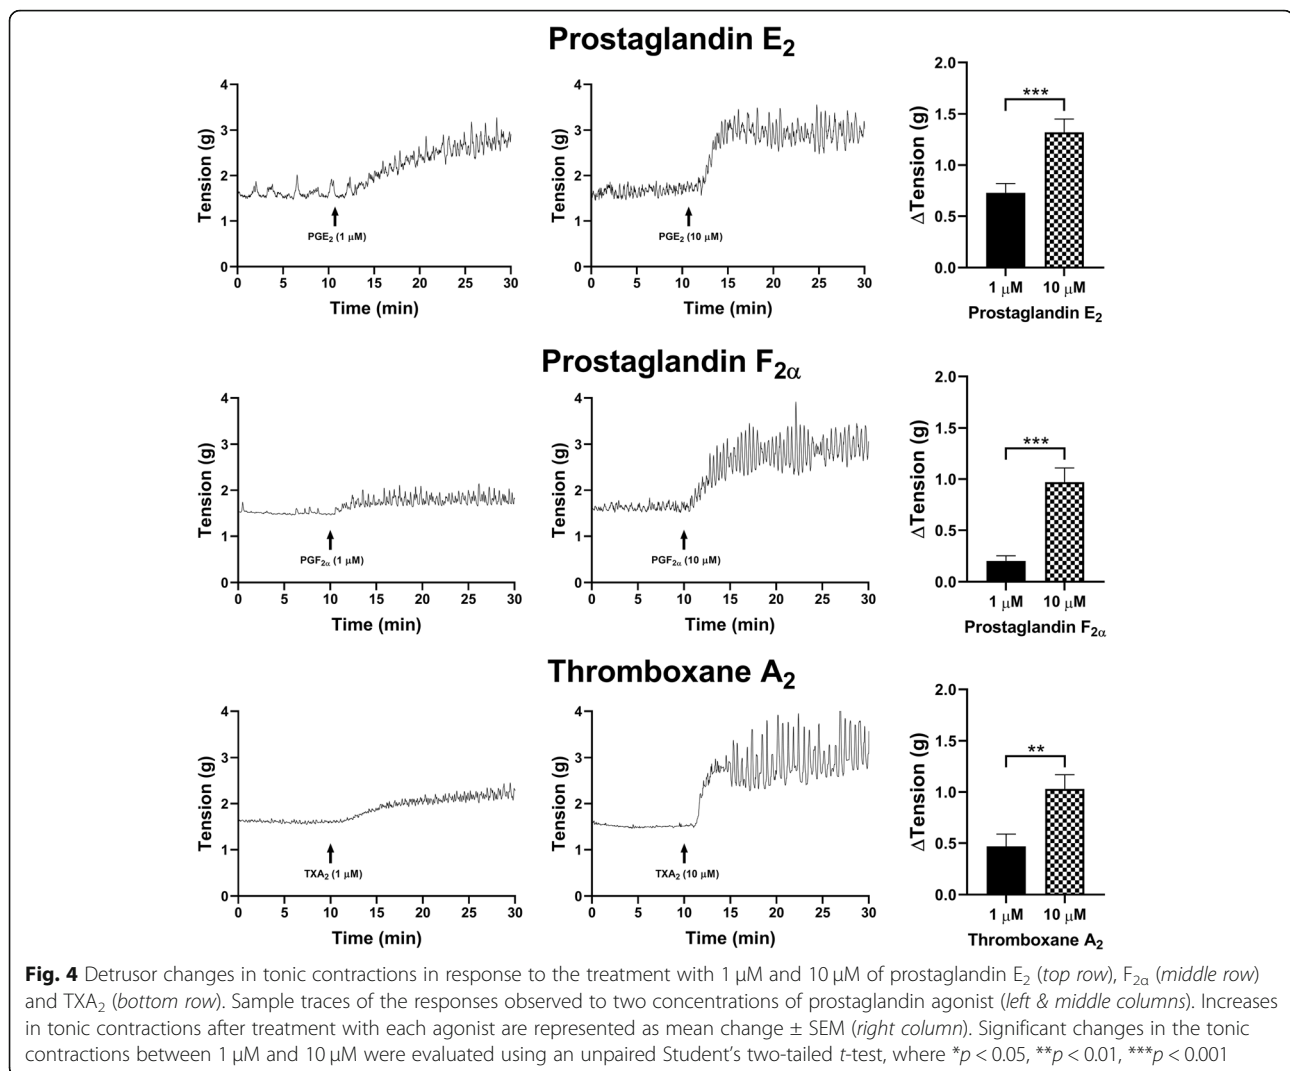 Prostaglandin E₂
Tension (g)
4
3
2
1
0
PGE₂ (1 µM)
0 5 10 15 20 25 30
Time (min)
Tension (g)
4
3
2
1
0
PGE₂ (10 µM)
0 5 10 15 20 25 30
Time (min)
ΔTension (g)
2.0
1.5
1.0
0.5
0.0
***
1 µM 10 µM
Prostaglandin E₂
Prostaglandin F₂α
Tension (g)
4
3
2
1
0
PGF₂α (1 µM)
0 5 10 15 20 25 30
Time (min)
Tension (g)
4
3
2
1
0
PGF₂α (10 µM)
0 5 10 15 20 25 30
Time (min)
ΔTension (g)
2.0
1.5
1.0
0.5
0.0
***
1 µM 10 µM
Prostaglandin F₂α
Thromboxane A₂
Tension (g)
4
3
2
1
0
TXA₂ (1 µM)
0 5 10 15 20 25 30
Time (min)
Tension (g)
4
3
2
1
0
TXA₂ (10 µM)
0 5 10 15 20 25 30
Time (min)
ΔTension (g)
2.0
1.5
1.0
0.5
0.0
**
1 µM 10 µM
Thromboxane A₂
Fig. 4 Detrusor changes in tonic contractions in response to the treatment with 1 µM and 10 µM of prostaglandin E₂ (top row), F₂α (middle row)
and TXA₂ (bottom row). Sample traces of the responses observed to two concentrations of prostaglandin agonist (left & middle columns). Increases
in tonic contractions after treatment with each agonist are represented as mean change ± SEM (right column). Significant changes in the tonic
contractions between 1 µM and 10 µM were evaluated using an unpaired Student's two-tailed t-test, where *p < 0.05, **p < 0.01, ***p < 0.001